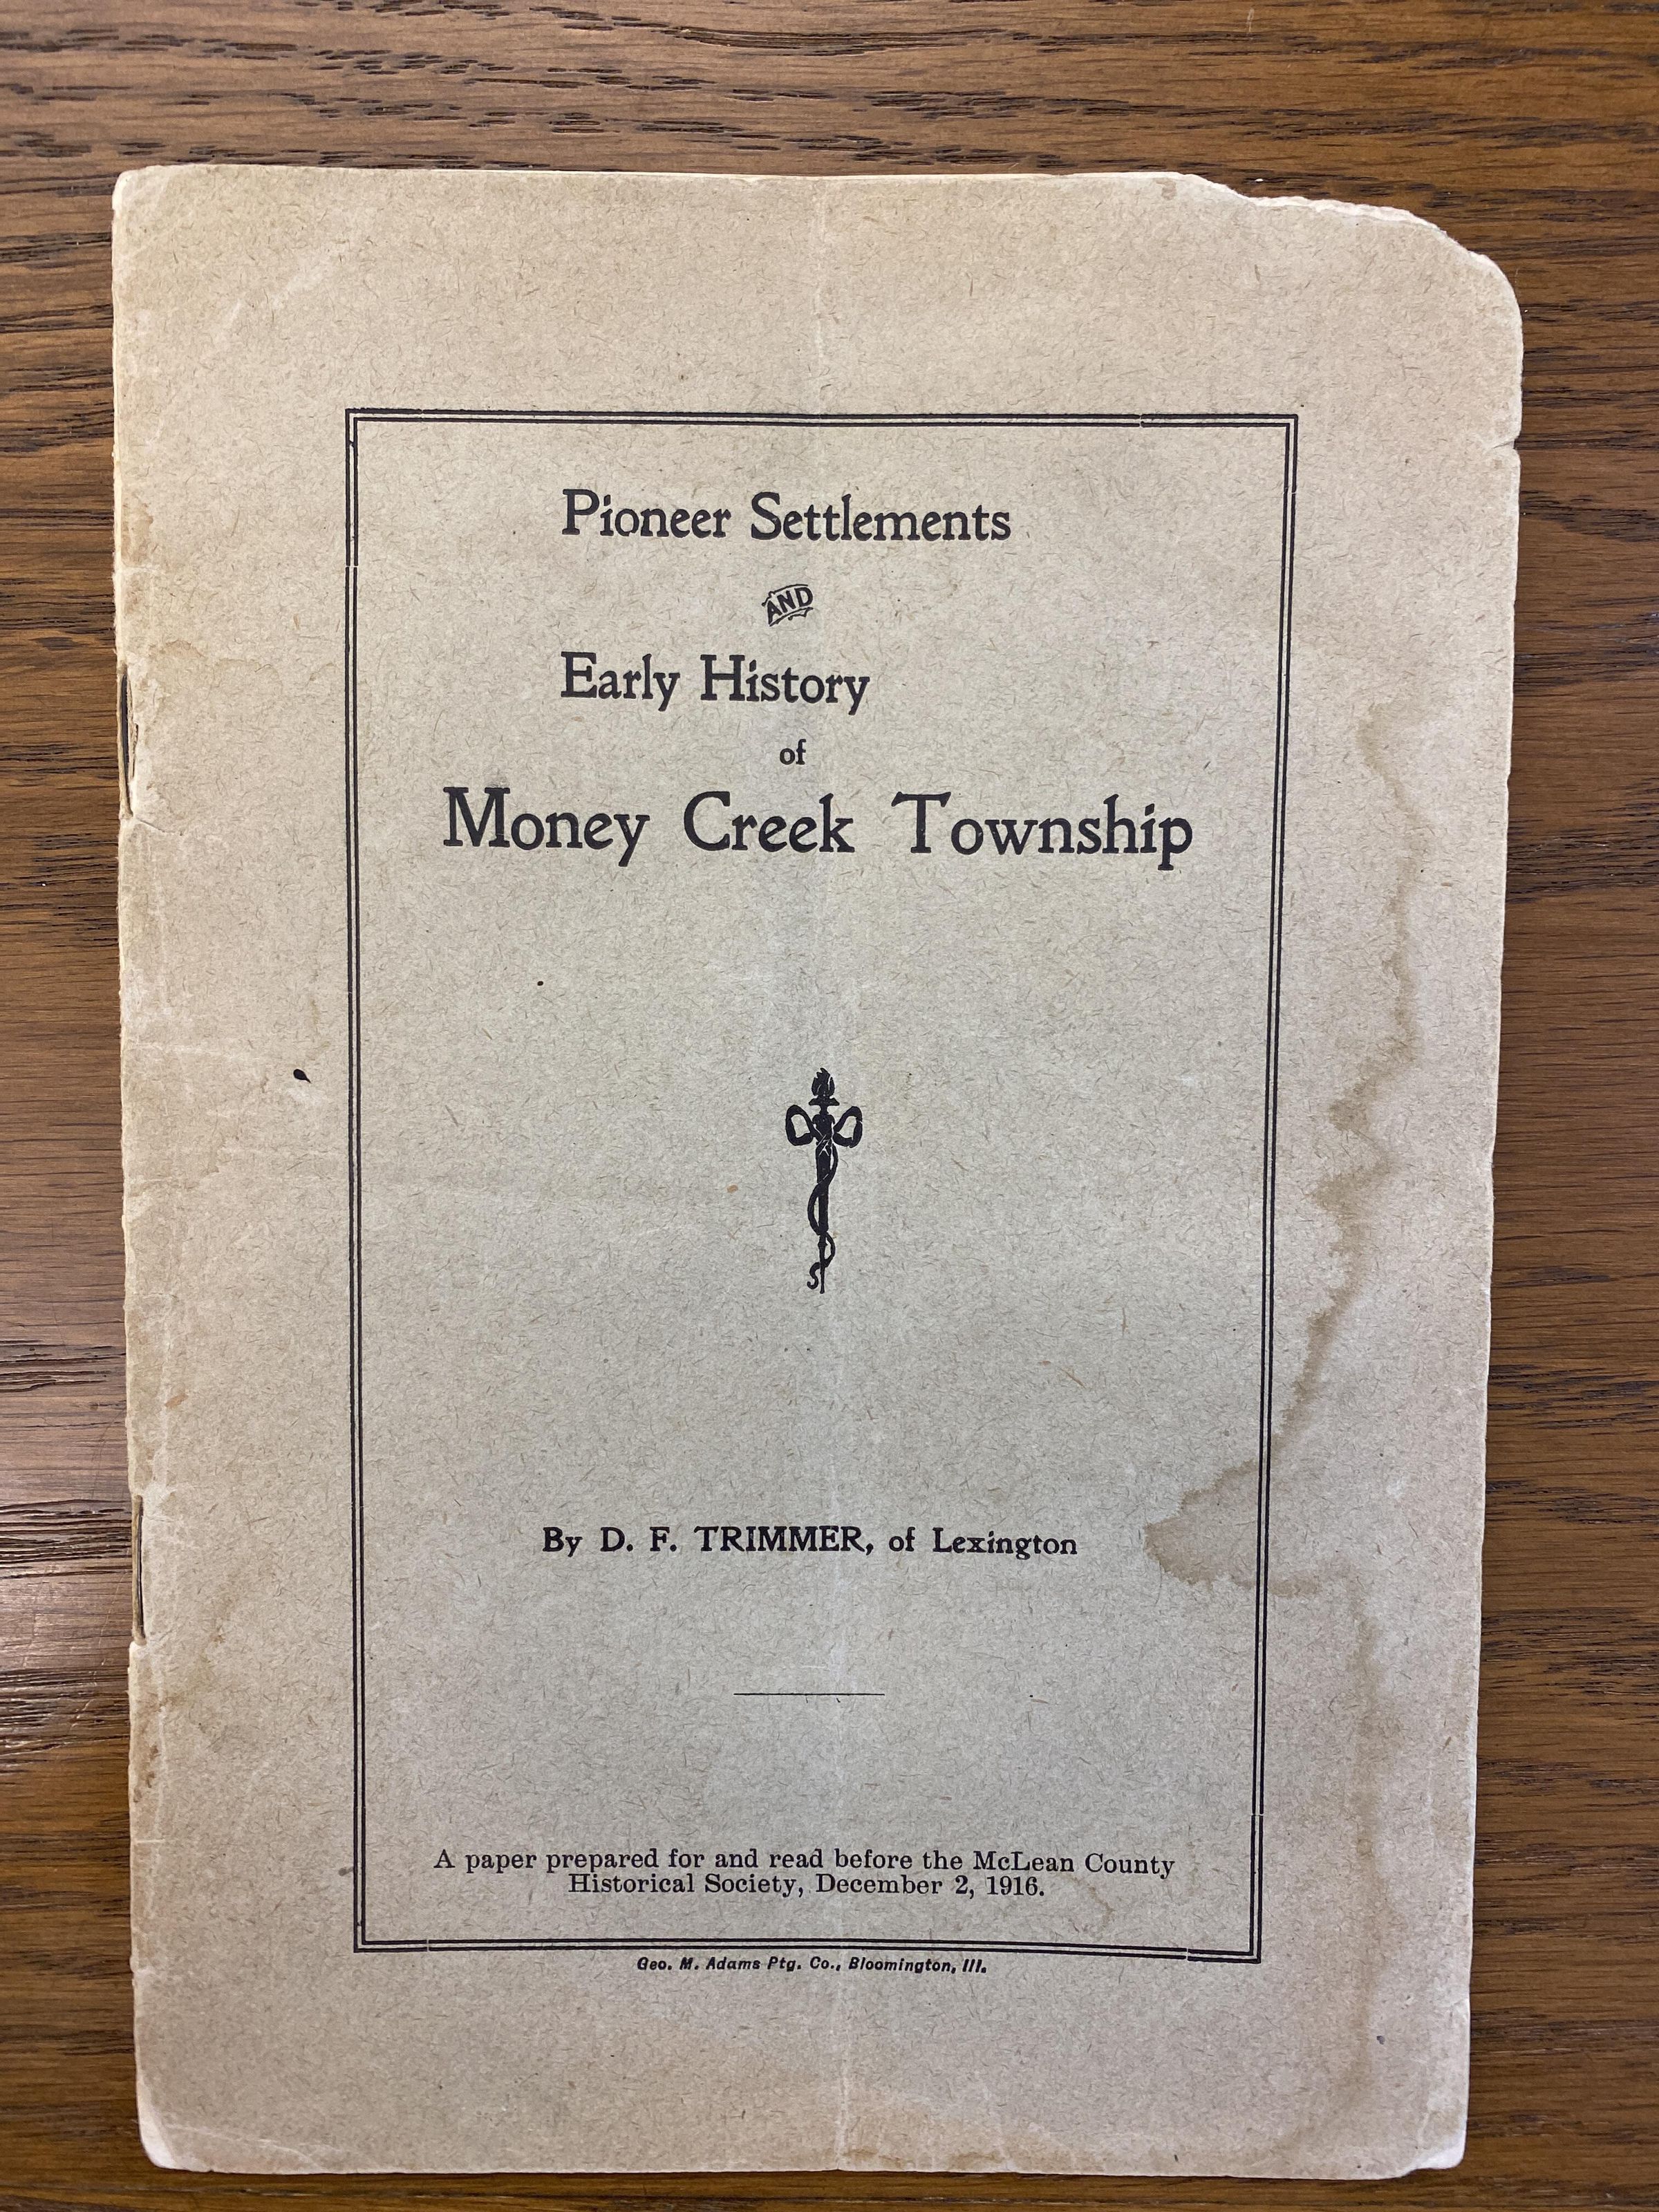 Pioneer Settlements
AND
Early History
of
Money Creek Township
By D. F. TRIMMER, of Lexington
A paper prepared for and read before the McLean County
Historical Society, December 2, 1916.
Geo. M. Adams Ptg. Co., Bloomington, Ill.